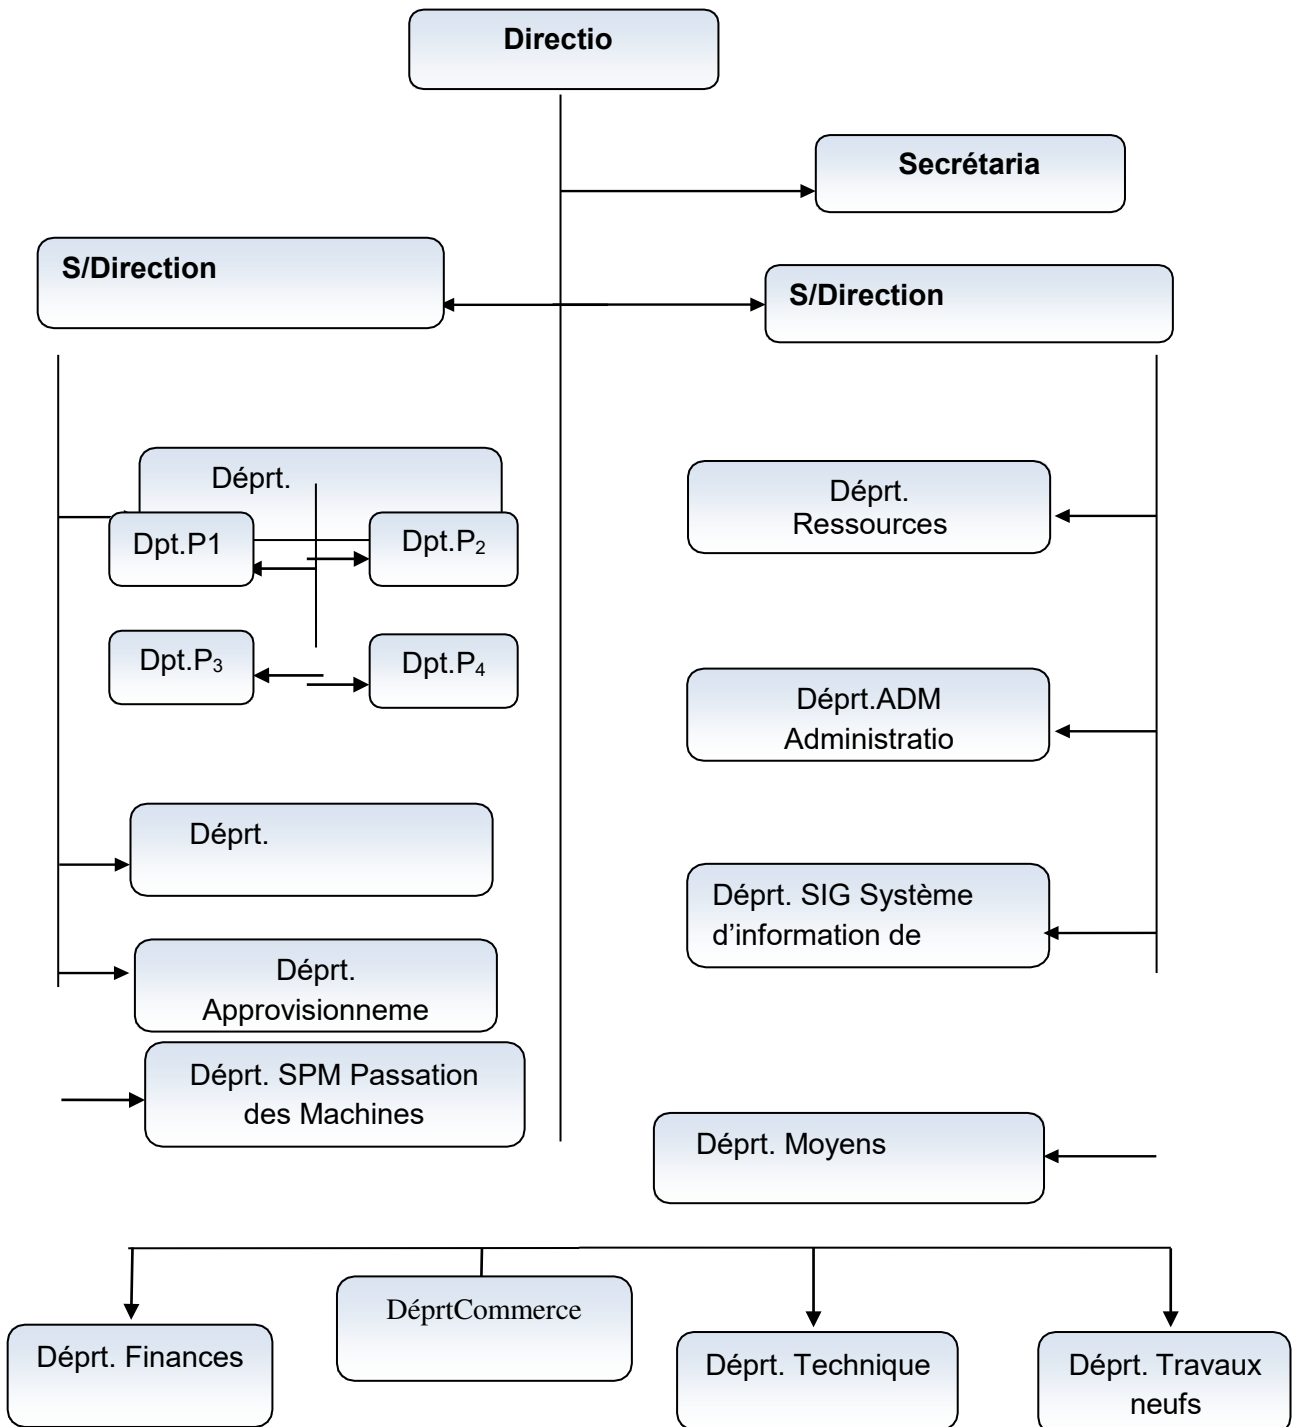 Directio
Secrétaria
S/Direction
S/Direction
Déprt.
Dpt.P1
Dpt.P2
Dpt.P3
Dpt.P4
Déprt.
Ressources
Déprt.ADM
Administratio
Déprt.
Déprt. SIG Système
d’information de
Déprt.
Approvisionneme
Déprt. SPM Passation
des Machines
Déprt. Moyens
Déprt. Finances
DéprtCommerce
Déprt. Technique
Déprt. Travaux
neufs